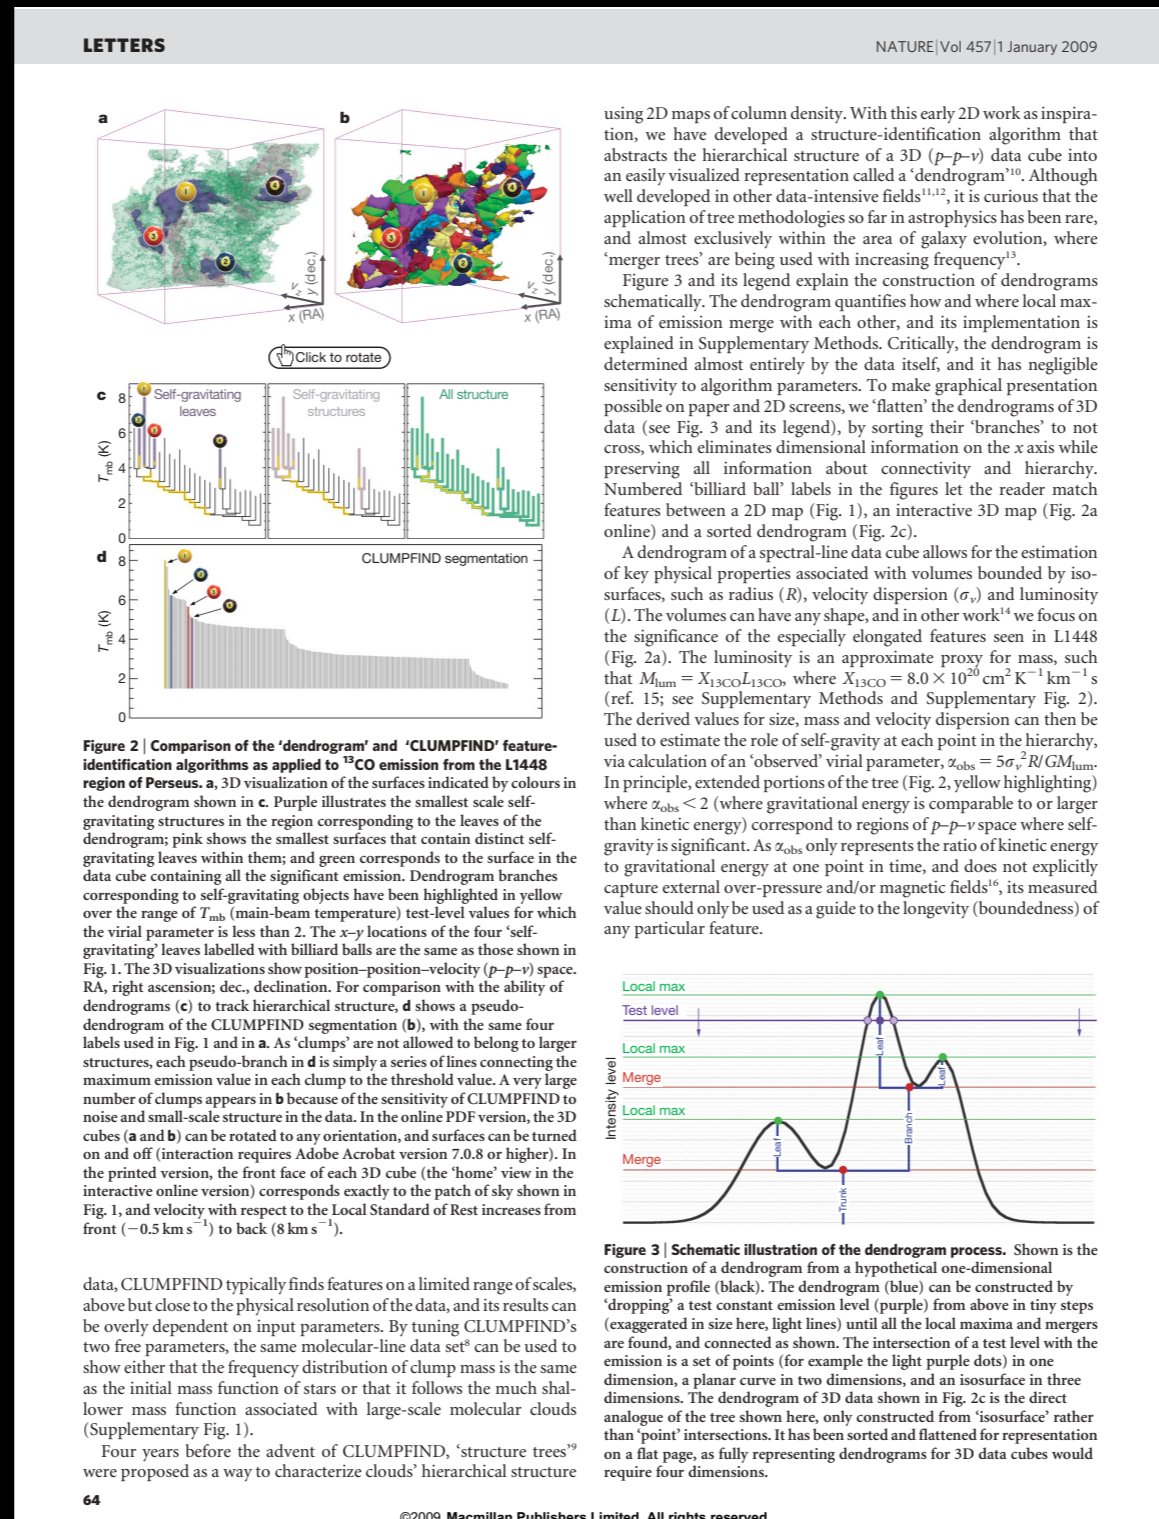 LETTERS
NATURE|Vol 457|1 January 2009
a
b
1
4
3
2
1
4
3
2
v z
y (dec.)
x (RA)
v z
y (dec.)
x (RA)
Click to rotate
c
8
6
4
2
0
T mb (K)
Self-gravitating
leaves
Self-gravitating
structures
All structure
d
8
6
4
2
0
T mb (K)
CLUMPFIND segmentation
Figure 2 | Comparison of the ‘dendrogram’ and ‘CLUMPFIND’ feature-
identification algorithms as applied to ¹³CO emission from the L1448
region of Perseus. a, 3D visualization of the surfaces indicated by colours in
the dendrogram shown in c. Purple illustrates the smallest scale self-
gravitating structures in the region corresponding to the leaves of the
dendrogram; pink shows the smallest surfaces that contain distinct self-
gravitating leaves within them; and green corresponds to the surface in the
data cube containing all the significant emission. Dendrogram branches
corresponding to self-gravitating objects have been highlighted in yellow
over the range of T mb (main-beam temperature) test-level values for which
the virial parameter is less than 2. The x–y locations of the four ‘self-
gravitating’ leaves labelled with billiard balls are the same as those shown in
Fig. 1. The 3D visualizations show position–position–velocity (p–p–v) space.
RA, right ascension; dec., declination. For comparison with the ability of
dendrograms (c) to track hierarchical structure, d shows a pseudo-
dendrogram of the CLUMPFIND segmentation (b), with the same four
labels used in Fig. 1 and in a. As ‘clumps’ are not allowed to belong to larger
structures, each pseudo-branch in d is simply a series of lines connecting the
maximum emission value in each clump to the threshold value. A very large
number of clumps appears in b because of the sensitivity of CLUMPFIND to
noise and small-scale structure in the data. In the online PDF version, the 3D
cubes (a and b) can be rotated to any orientation, and surfaces can be turned
on and off (interaction requires Adobe Acrobat version 7.0.8 or higher). In
the printed version, the front face of each 3D cube (the ‘home’ view in the
interactive online version) corresponds exactly to the patch of sky shown in
Fig. 1, and velocity with respect to the Local Standard of Rest increases from
front (−0.5 km s⁻¹) to back (8 km s⁻¹).
data, CLUMPFIND typically finds features on a limited range of scales,
above but close to the physical resolution of the data, and its results can
be overly dependent on input parameters. By tuning CLUMPFIND’s
two free parameters, the same molecular-line data set⁸ can be used to
show either that the frequency distribution of clump mass is the same
as the initial mass function of stars or that it follows the much shal-
lower mass function associated with large-scale molecular clouds
(Supplementary Fig. 1).
Four years before the advent of CLUMPFIND, ‘structure trees’⁹
were proposed as a way to characterize clouds’ hierarchical structure
using 2D maps of column density. With this early 2D work as inspira-
tion, we have developed a structure-identification algorithm that
abstracts the hierarchical structure of a 3D (p–p–v) data cube into
an easily visualized representation called a ‘dendrogram’¹⁰. Although
well developed in other data-intensive fields¹¹,¹², it is curious that the
application of tree methodologies so far in astrophysics has been rare,
and almost exclusively within the area of galaxy evolution, where
‘merger trees’ are being used with increasing frequency¹³.
Figure 3 and its legend explain the construction of dendrograms
schematically. The dendrogram quantifies how and where local max-
ima of emission merge with each other, and its implementation is
explained in Supplementary Methods. Critically, the dendrogram is
determined almost entirely by the data itself, and it has negligible
sensitivity to algorithm parameters. To make graphical presentation
possible on paper and 2D screens, we ‘flatten’ the dendrograms of 3D
data (see Fig. 3 and its legend), by sorting their ‘branches’ to not
cross, which eliminates dimensional information on the x axis while
preserving all information about connectivity and hierarchy.
Numbered ‘billiard ball’ labels in the figures let the reader match
features between a 2D map (Fig. 1), an interactive 3D map (Fig. 2a
online) and a sorted dendrogram (Fig. 2c).
A dendrogram of a spectral-line data cube allows for the estimation
of key physical properties associated with volumes bounded by iso-
surfaces, such as radius (R), velocity dispersion (σᵥ) and luminosity
(L). The volumes can have any shape, and in other work¹⁴ we focus on
the significance of the especially elongated features seen in L1448
(Fig. 2a). The luminosity is an approximate proxy for mass, such
that M lum = X₁₃CO L₁₃CO, where X₁₃CO = 8.0 × 10²⁰ cm² K⁻¹ km⁻¹ s
(ref. 15; see Supplementary Methods and Supplementary Fig. 2).
The derived values for size, mass and velocity dispersion can then be
used to estimate the role of self-gravity at each point in the hierarchy,
via calculation of an ‘observed’ virial parameter, α obs = 5σᵥ²R/GM lum.
In principle, extended portions of the tree (Fig. 2, yellow highlighting)
where α obs < 2 (where gravitational energy is comparable to or larger
than kinetic energy) correspond to regions of p–p–v space where self-
gravity is significant. As α obs only represents the ratio of kinetic energy
to gravitational energy at one point in time, and does not explicitly
capture external over-pressure and/or magnetic fields¹⁶, its measured
value should only be used as a guide to the longevity (boundedness) of
any particular feature.
Intensity level
Local max
Test level
Local max
Merge
Local max
Merge
Leaf
Leaf
Leaf
Branch
Trunk
Figure 3 | Schematic illustration of the dendrogram process. Shown is the
construction of a dendrogram from a hypothetical one-dimensional
emission profile (black). The dendrogram (blue) can be constructed by
‘dropping’ a test constant emission level (purple) from above in tiny steps
(exaggerated in size here, light lines) until all the local maxima and mergers
are found, and connected as shown. The intersection of a test level with the
emission is a set of points (for example the light purple dots) in one
dimension, a planar curve in two dimensions, and an isosurface in three
dimensions. The dendrogram of 3D data shown in Fig. 2c is the direct
analogue of the tree shown here, only constructed from ‘isosurface’ rather
than ‘point’ intersections. It has been sorted and flattened for representation
on a flat page, as fully representing dendrograms for 3D data cubes would
require four dimensions.
64
©2009 Macmillan Publishers Limited. All rights reserved